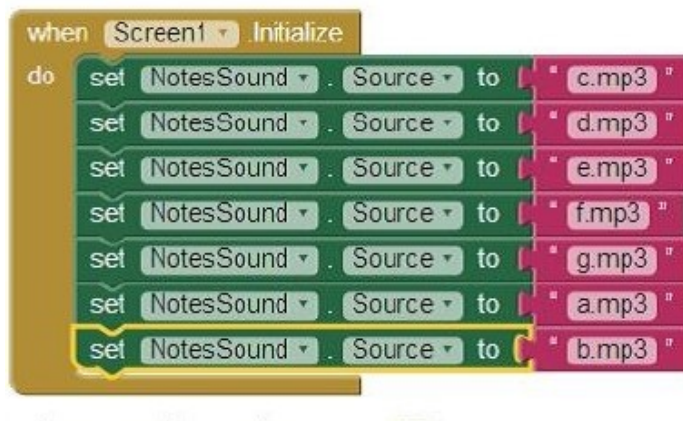 when Screen1 .Initialize
do set NotesSound . Source to " c.mp3 "
set NotesSound . Source to " d.mp3 "
set NotesSound . Source to " e.mp3 "
set NotesSound . Source to " f.mp3 "
set NotesSound . Source to " g.mp3 "
set NotesSound . Source to " a.mp3 "
set NotesSound . Source to " b.mp3 "